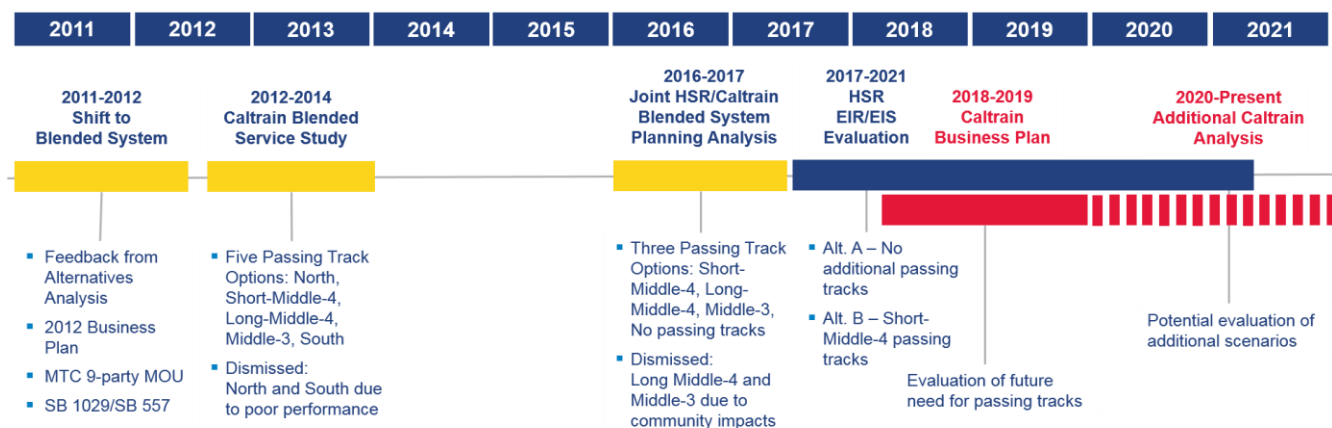 2011 2012 2013 2014 2015 2016 2017 2018 2019 2020 2021
2011-2012
Shift to
Blended System
2012-2014
Caltrain Blended
Service Study
2016-2017
Joint HSR/Caltrain
Blended System
Planning Analysis
2017-2021
HSR
EIR/EIS
Evaluation
2018-2019
Caltrain
Business Plan
2020-Present
Additional Caltrain
Analysis
▪ Feedback from
Alternatives
Analysis
▪ 2012 Business
Plan
▪ MTC 9-party MOU
▪ SB 1029/SB 557
▪ Five Passing Track
Options: North,
Short-Middle-4,
Long-Middle-4,
Middle-3, South
▪ Dismissed:
North and South due
to poor performance
▪ Three Passing Track
Options: Short-
Middle-4, Long-
Middle-4, Middle-3,
No passing tracks
▪ Dismissed:
Long Middle-4 and
Middle-3 due to
community impacts
▪ Alt. A – No
additional passing
tracks
▪ Alt. B – Short-
Middle-4 passing
tracks
Evaluation of future
need for passing tracks
Potential evaluation of
additional scenarios